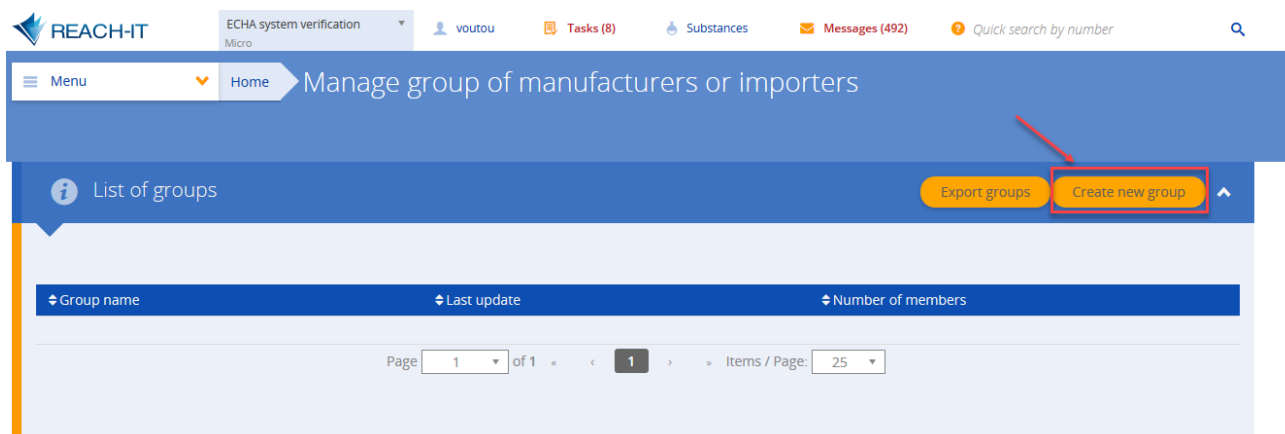 REACH-IT
ECHA system verification
Micro
voutou
Tasks (8)
Substances
Messages (492)
Quick search by number
Menu
Home
Manage group of manufacturers or importers
List of groups
Export groups
Create new group
Group name
Last update
Number of members
Page 1 of 1 « ‹ 1 › » Items / Page: 25